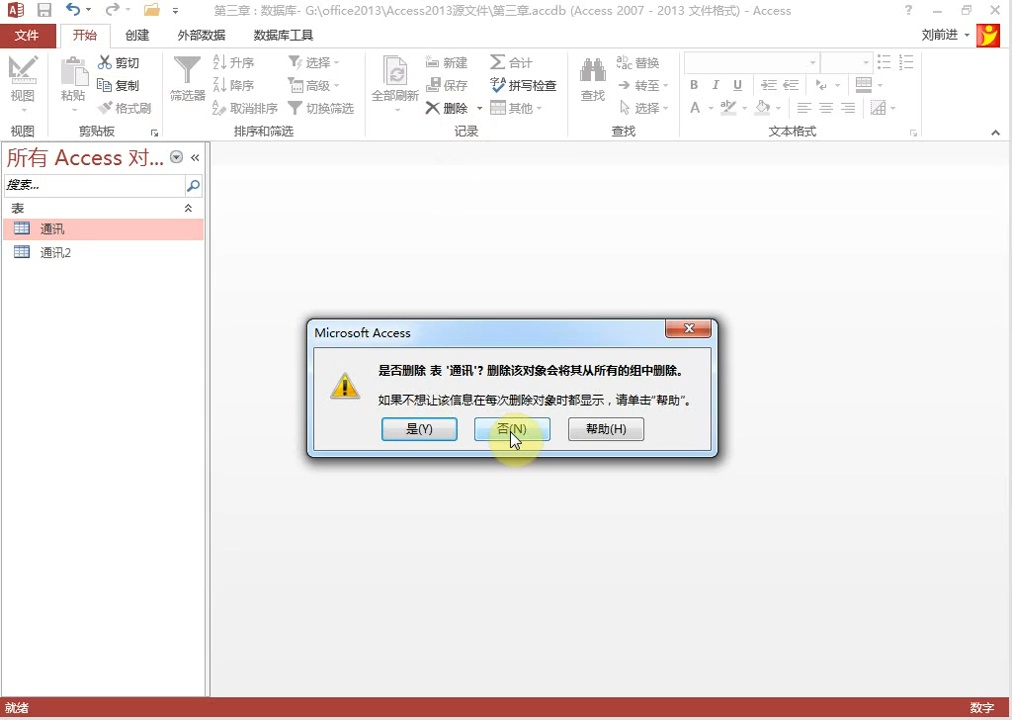 第三章：数据库- G:\office2013\Access2013源文件\第三章.accdb (Access 2007 - 2013 文件格式) - Access
文件 开始 创建 外部数据 数据库工具 刘前进
视图 粘贴 剪切 复制 格式刷 筛选器 升序 降序 取消排序 选择 高级 切换筛选 全部刷新 新建 保存 删除 合计 拼写检查 其他 查找 替换 转至 选择 B I U A
视图 剪贴板 排序和筛选 记录 查找 文本格式
所有 Access 对...
搜索...
表
通讯
通讯2
Microsoft Access
是否删除 表 '通讯'? 删除该对象会将其从所有的组中删除。
如果不想让该信息在每次删除对象时都显示，请单击"帮助"。
是(Y) 否(N) 帮助(H)
就绪 数字